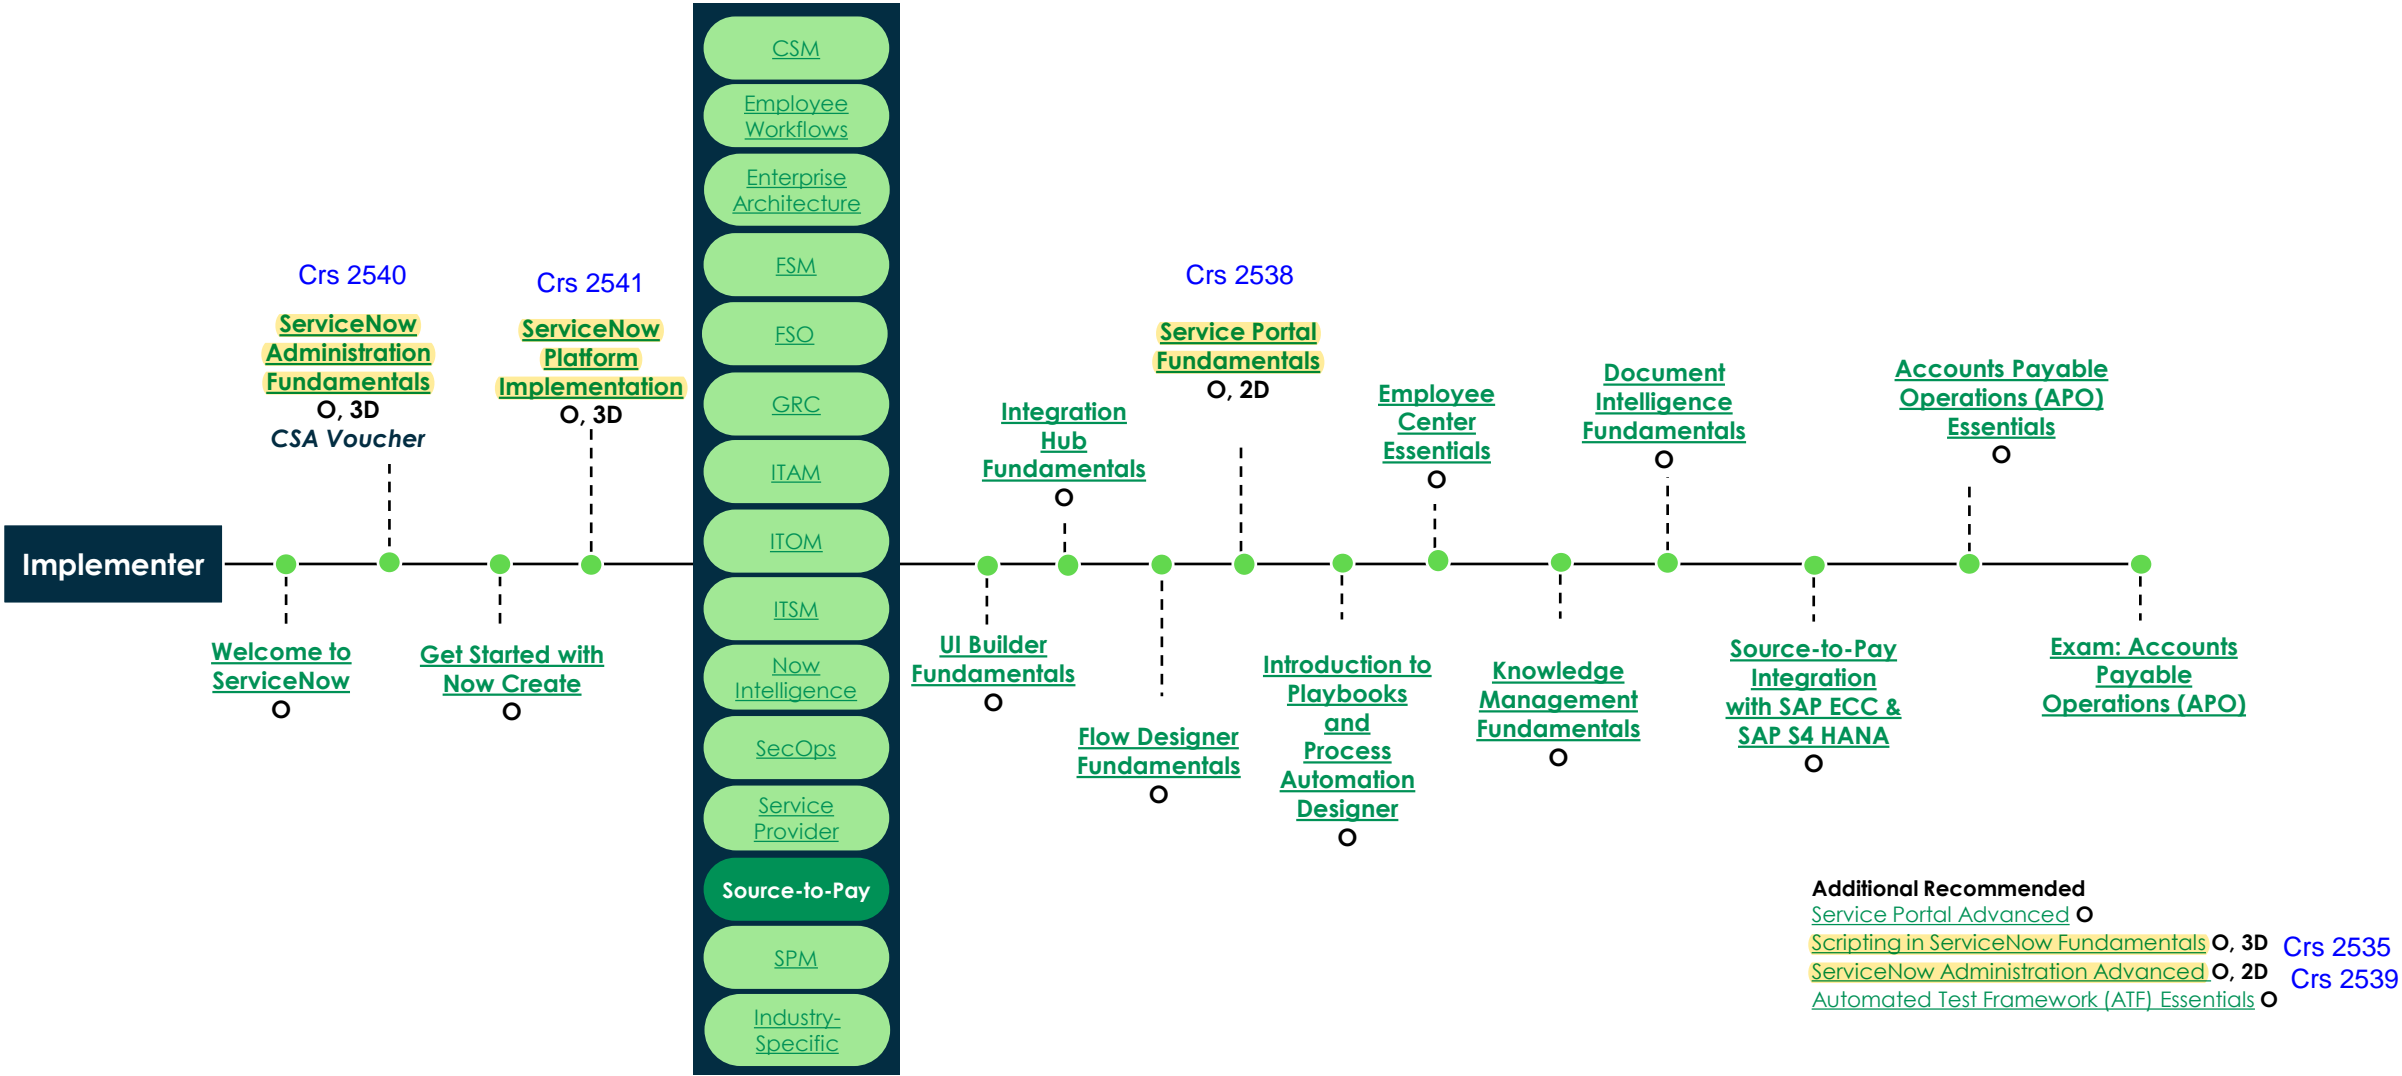 Implementer
Crs 2540
ServiceNow
Administration
Fundamentals
O, 3D
CSA Voucher
Crs 2541
ServiceNow
Platform
Implementation
O, 3D
Welcome to
ServiceNow
O
Get Started with
Now Create
O
CSM
Employee
Workflows
Enterprise
Architecture
FSM
FSO
GRC
ITAM
ITOM
ITSM
Now
Intelligence
SecOps
Service
Provider
Source-to-Pay
SPM
Industry-
Specific
UI Builder
Fundamentals
O
Integration
Hub
Fundamentals
O
Flow Designer
Fundamentals
O
Crs 2538
Service Portal
Fundamentals
O, 2D
Introduction to
Playbooks
and
Process
Automation
Designer
O
Employee
Center
Essentials
O
Knowledge
Management
Fundamentals
O
Document
Intelligence
Fundamentals
O
Source-to-Pay
Integration
with SAP ECC &
SAP S4 HANA
O
Accounts Payable
Operations (APO)
Essentials
O
Exam: Accounts
Payable
Operations (APO)
Additional Recommended
Service Portal Advanced O
Scripting in ServiceNow Fundamentals O, 3D Crs 2535
ServiceNow Administration Advanced O, 2D Crs 2539
Automated Test Framework (ATF) Essentials O